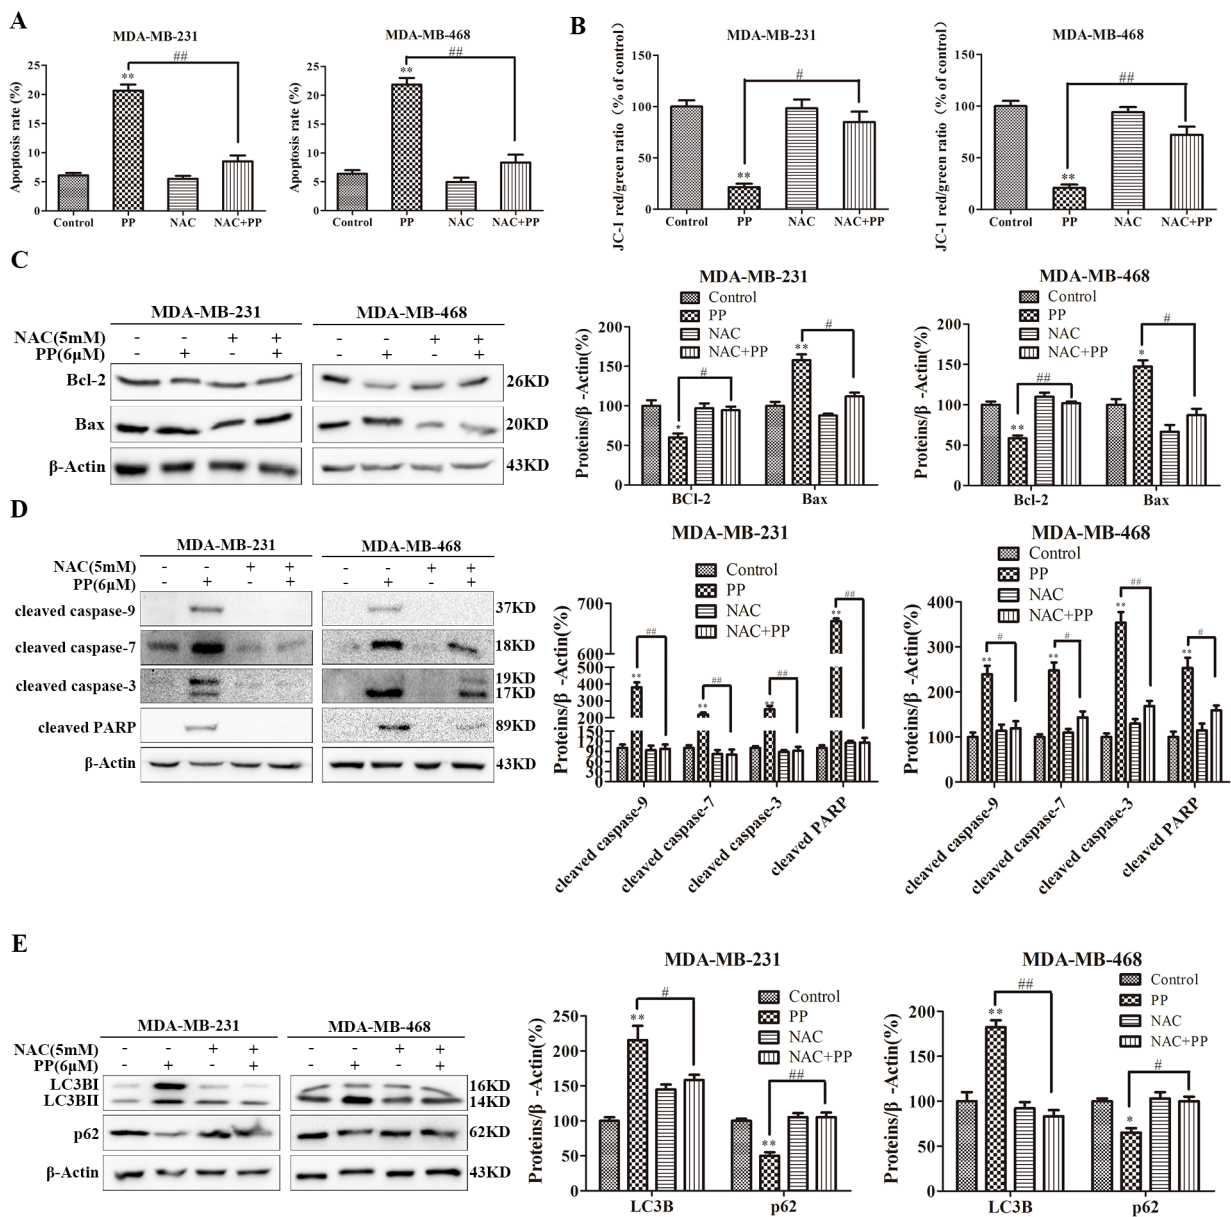 A
MDA-MB-231
##
**
Apoptosis rate (%)
25
20
15
10
5
0
Control PP NAC NAC+PP
MDA-MB-468
##
**
Apoptosis rate (%)
25
20
15
10
5
0
Control PP NAC NAC+PP
B
MDA-MB-231
#
**
JC-1 red/green ratio (% of control)
150
100
50
0
Control PP NAC NAC+PP
MDA-MB-468
##
**
JC-1 red/green ratio (% of control)
150
100
50
0
Control PP NAC NAC+PP
C
MDA-MB-231 MDA-MB-468
NAC(5mM) - - + + - - + +
PP(6μM) - + - + - + - +
Bcl-2 26KD
Bax 20KD
β-Actin 43KD
MDA-MB-231
Control
PP
NAC
NAC+PP
Proteins/β -Actin(%)
200
150
100
50
0
# #
* **
BCl-2 Bax
MDA-MB-468
Control
PP
NAC
NAC+PP
Proteins/β -Actin(%)
200
150
100
50
0
## #
** *
Bcl-2 Bax
D
MDA-MB-231 MDA-MB-468
NAC(5mM) - - + + - - + +
PP(6μM) - + - + - + - +
cleaved caspase-9 37KD
cleaved caspase-7 18KD
cleaved caspase-3 19KD
17KD
cleaved PARP 89KD
β-Actin 43KD
MDA-MB-231
Control
PP
NAC
NAC+PP
Proteins/β -Actin(%)
700
600
500
400
300
200
150
120
90
60
30
0
## ## ## ##
** ** ** **
cleaved caspase-9
cleaved caspase-7
cleaved caspase-3
cleaved PARP
MDA-MB-468
Control
PP
NAC
NAC+PP
Proteins/β -Actin(%)
400
300
200
100
0
# # ## #
** ** ** **
cleaved caspase-9
cleaved caspase-7
cleaved caspase-3
cleaved PARP
E
MDA-MB-231 MDA-MB-468
NAC(5mM) - - + + - - + +
PP(6μM) - + - + - + - +
LC3BI 16KD
LC3BII 14KD
p62 62KD
β-Actin 43KD
MDA-MB-231
Control
PP
NAC
NAC+PP
Proteins/β -Actin(%)
250
200
150
100
50
0
# ##
** **
LC3B p62
MDA-MB-468
Control
PP
NAC
NAC+PP
Proteins/β -Actin(%)
200
150
100
50
0
## #
** *
LC3B p62